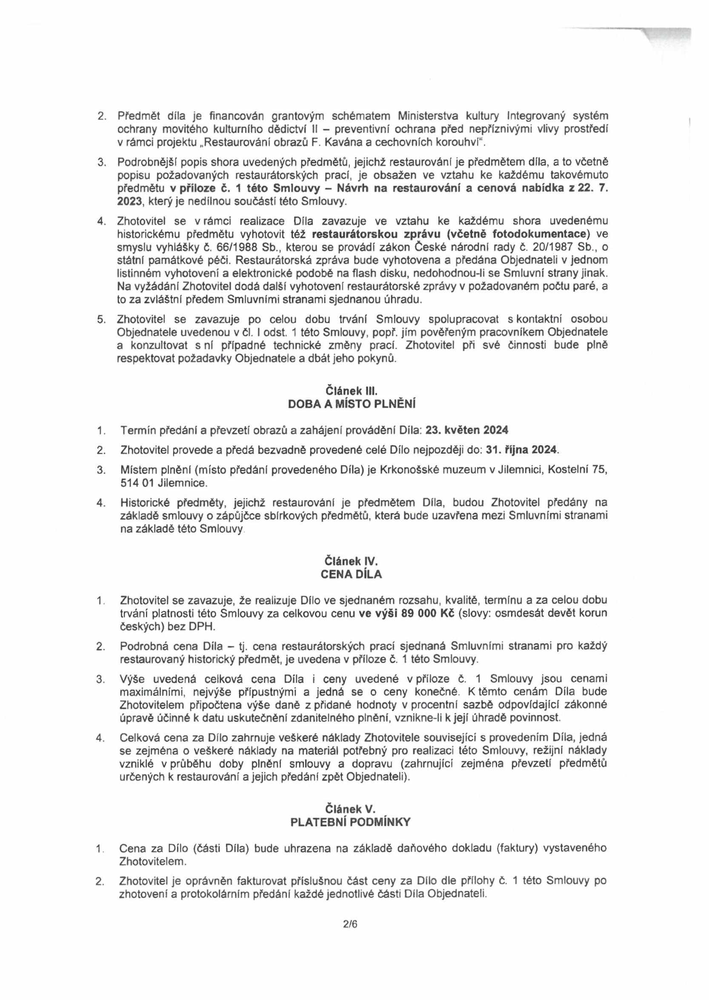 2. Předmět díla je financován grantovým schématem Ministerstva kultury Integrovaný systém
ochrany movitého kulturního dědictví II – preventivní ochrana před nepříznivými vlivy prostředí
v rámci projektu „Restaurování obrazů F. Kavána a cechovních korouhví“.
3. Podrobnější popis shora uvedených předmětů, jejichž restaurování je předmětem díla, a to včetně
popisu požadovaných restaurátorských prací, je obsažen ve vztahu ke každému takovémuto
předmětu v příloze č. 1 této Smlouvy – Návrh na restaurování a cenová nabídka z 22. 7.
2023, který je nedílnou součástí této Smlouvy.
4. Zhotovitel se v rámci realizace Díla zavazuje ve vztahu ke každému shora uvedenému
historickému předmětu vyhotovit též restaurátorskou zprávu (včetně fotodokumentace) ve
smyslu vyhlášky č. 66/1988 Sb., kterou se provádí zákon České národní rady č. 20/1987 Sb., o
státní památkové péči. Restaurátorská zpráva bude vyhotovena a předána Objednateli v jednom
listinném vyhotovení a elektronické podobě na flash disku, nedohodnou-li se Smluvní strany jinak.
Na vyžádání Zhotovitel dodá další vyhotovení restaurátorské zprávy v požadovaném počtu paré, a
to za zvláštní předem Smluvními stranami sjednanou úhradu.
5. Zhotovitel se zavazuje po celou dobu trvání Smlouvy spolupracovat s kontaktní osobou
Objednatele uvedenou v čl. I odst. 1 této Smlouvy, popř. jím pověřeným pracovníkem Objednatele
a konzultovat s ní případné technické změny prací. Zhotovitel při své činnosti bude plně
respektovat požadavky Objednatele a dbát jeho pokynů.
Článek III.
DOBA A MÍSTO PLNĚNÍ
1. Termín předání a převzetí obrazů a zahájení provádění Díla: 23. květen 2024
2. Zhotovitel provede a předá bezvadně provedené celé Dílo nejpozději do: 31. října 2024.
3. Místem plnění (místo předání provedeného Díla) je Krkonošské muzeum v Jilemnici, Kostelní 75,
514 01 Jilemnice.
4. Historické předměty, jejichž restaurování je předmětem Díla, budou Zhotovitel předány na
základě smlouvy o zápůjčce sbírkových předmětů, která bude uzavřena mezi Smluvními stranami
na základě této Smlouvy.
Článek IV.
CENA DÍLA
1. Zhotovitel se zavazuje, že realizuje Dílo ve sjednaném rozsahu, kvalitě, termínu a za celou dobu
trvání platnosti této Smlouvy za celkovou cenu ve výši 89 000 Kč (slovy: osmdesát devět korun
českých) bez DPH.
2. Podrobná cena Díla – tj. cena restaurátorských prací sjednaná Smluvními stranami pro každý
restaurovaný historický předmět, je uvedena v příloze č. 1 této Smlouvy.
3. Výše uvedená celková cena Díla i ceny uvedené v příloze č. 1 Smlouvy jsou cenami
maximálními, nejvýše přípustnými a jedná se o ceny konečné. K těmto cenám Díla bude
Zhotovitelem připočtena výše daně z přidané hodnoty v procentní sazbě odpovídající zákonné
úpravě účinné k datu uskutečnění zdanitelného plnění, vznikne-li k její úhradě povinnost.
4. Celková cena za Dílo zahrnuje veškeré náklady Zhotovitele související s provedením Díla, jedná
se zejména o veškeré náklady na materiál potřebný pro realizaci této Smlouvy, režijní náklady
vzniklé v průběhu doby plnění smlouvy a dopravu (zahrnující zejména převzetí předmětů
určených k restaurování a jejich předání zpět Objednateli).
Článek V.
PLATEBNÍ PODMÍNKY
1. Cena za Dílo (části Díla) bude uhrazena na základě daňového dokladu (faktury) vystaveného
Zhotovitelem.
2. Zhotovitel je oprávněn fakturovat příslušnou část ceny za Dílo dle přílohy č. 1 této Smlouvy po
zhotovení a protokolárním předání každé jednotlivé části Díla Objednateli.
2/6